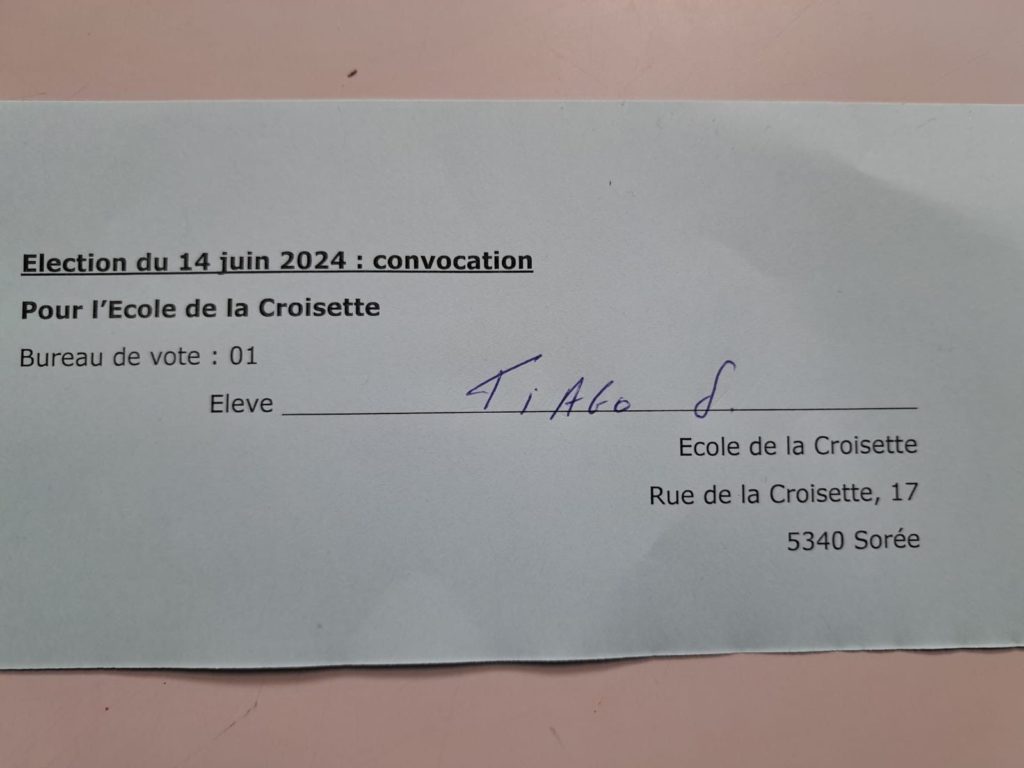 Election du 14 juin 2024 : convocation
Pour l’Ecole de la Croisette
Bureau de vote : 01
Eleve TiAGo S.
Ecole de la Croisette
Rue de la Croisette, 17
5340 Sorée